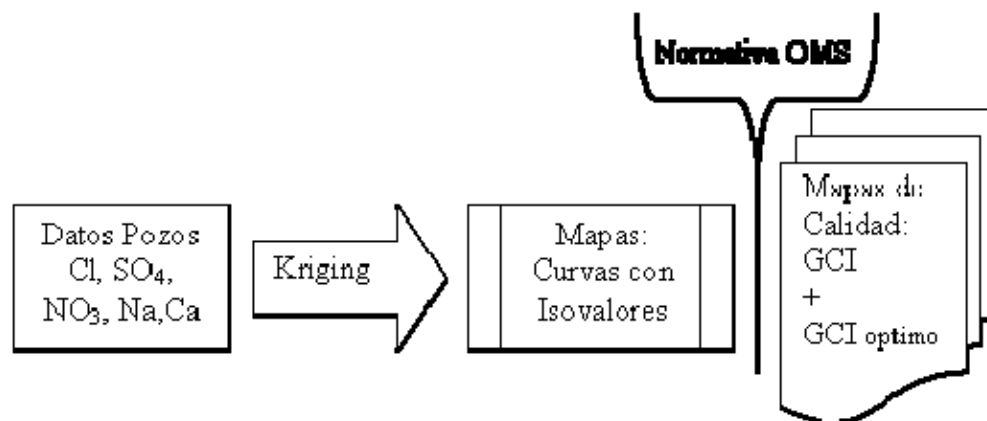 Normativa OMS
Datos Pozos
Cl, SO₄,
NO₃, Na,Ca
Kriging
Mapas:
Curvas con
Isovalores
Mapas de
Calidad:
GCI
+
GCI optimo